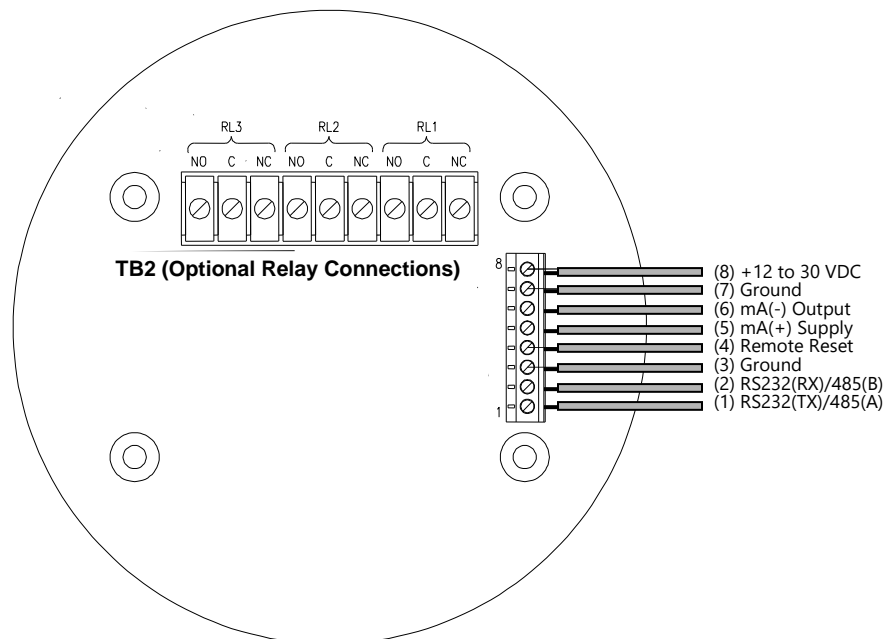 RL3 RL2 RL1
NO C NC NO C NC NO C NC
TB2 (Optional Relay Connections)
8
(8) +12 to 30 VDC
(7) Ground
(6) mA(-) Output
(5) mA(+) Supply
(4) Remote Reset
(3) Ground
(2) RS232(RX)/485(B)
(1) RS232(TX)/485(A)
1